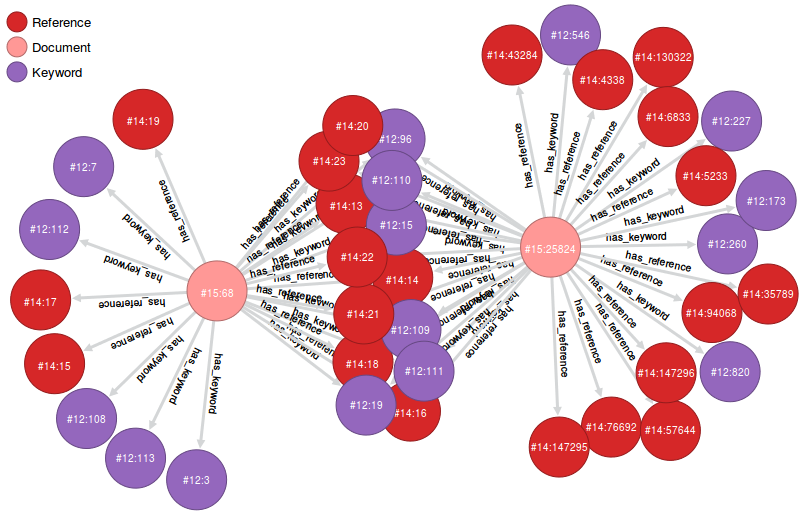 Reference
Document
Keyword
#14:19
#12:7
#12:112
#14:17
#14:15
#12:108
#12:113
#12:3
#15:68
has_reference
has_keyword
has_keyword
has_reference
has_reference
has_keyword
has_keyword
has_keyword
#14:20
#12:96
#14:23
#12:110
#14:13
#12:15
#14:22
#14:14
#14:21
#12:109
#14:18
#12:111
#12:19
#14:16
has_keyword
has_reference
has_reference
has_reference
has_keyword
#15:25824
#14:43284
#12:546
#14:4338
#14:130322
#14:6833
#12:227
#14:5233
#12:173
#12:260
#14:35789
#14:94068
#12:820
#14:147296
#14:57644
#14:76692
#14:147295
has_reference
has_keyword
has_reference
has_reference
has_reference
has_keyword
has_reference
has_keyword
has_keyword
has_reference
has_reference
has_keyword
has_reference
has_reference
has_reference
has_reference